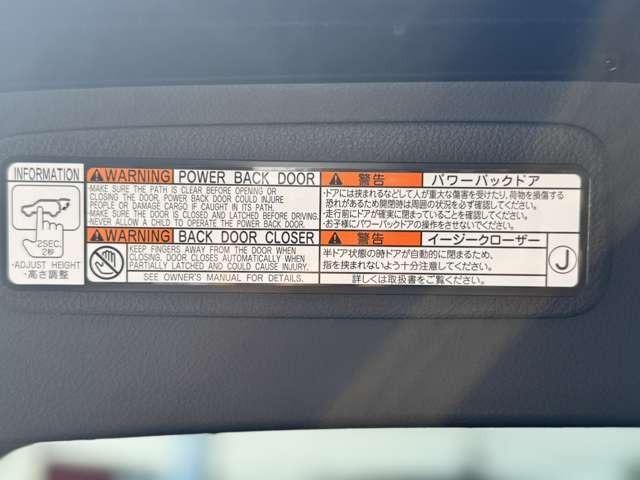 INFORMATION
2SEC.
2秒
・ADJUST HEIGHT
・高さ調整
WARNING POWER BACK DOOR
・MAKE SURE THE PATH IS CLEAR BEFORE OPENING OR
CLOSING THE DOOR. POWER BACK DOOR COULD INJURE
PEOPLE OR DAMAGE CARGO IF CAUGHT IN ITS PATH.
・MAKE SURE THE DOOR IS CLOSED AND LATCHED BEFORE DRIVING.
・NEVER ALLOW A CHILD TO OPERATE THE POWER BACK DOOR.
WARNING BACK DOOR CLOSER
KEEP FINGERS AWAY FROM THE DOOR WHEN
CLOSING. DOOR CLOSES AUTOMATICALLY WHEN
PARTIALLY LATCHED AND COULD CAUSE INJURY.
SEE OWNER'S MANUAL FOR DETAILS.
警告 パワーバックドア
・ドアには挟まれるなどして人が重大な傷害を受けたり、荷物を損傷する
恐れがあるため開閉時は周囲の状況を必ず確認してください。
・走行前にドアが確実に閉まっていることを確認してください。
・お子様にパワーバックドアの操作をさせないでください。
警告 イージークローザー
半ドア状態の時ドアが自動的に閉まるため、
指を挟まれないよう十分注意してください。
詳しくは取扱書をご覧ください。
J